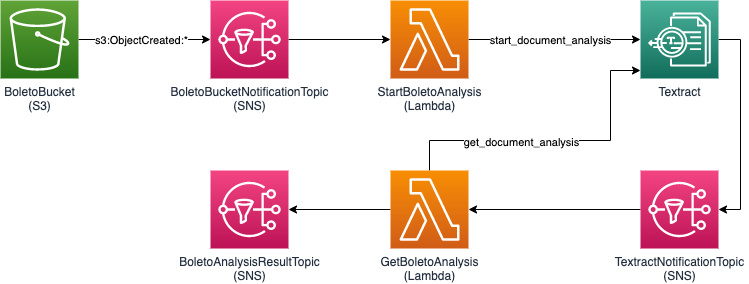 s3:ObjectCreated:*
start_document_analysis
BoletoBucket
(S3)
BoletoBucketNotificationTopic
(SNS)
StartBoletoAnalysis
(Lambda)
Textract
get_document_analysis
BoletoAnalysisResultTopic
(SNS)
GetBoletoAnalysis
(Lambda)
TextractNotificationTopic
(SNS)